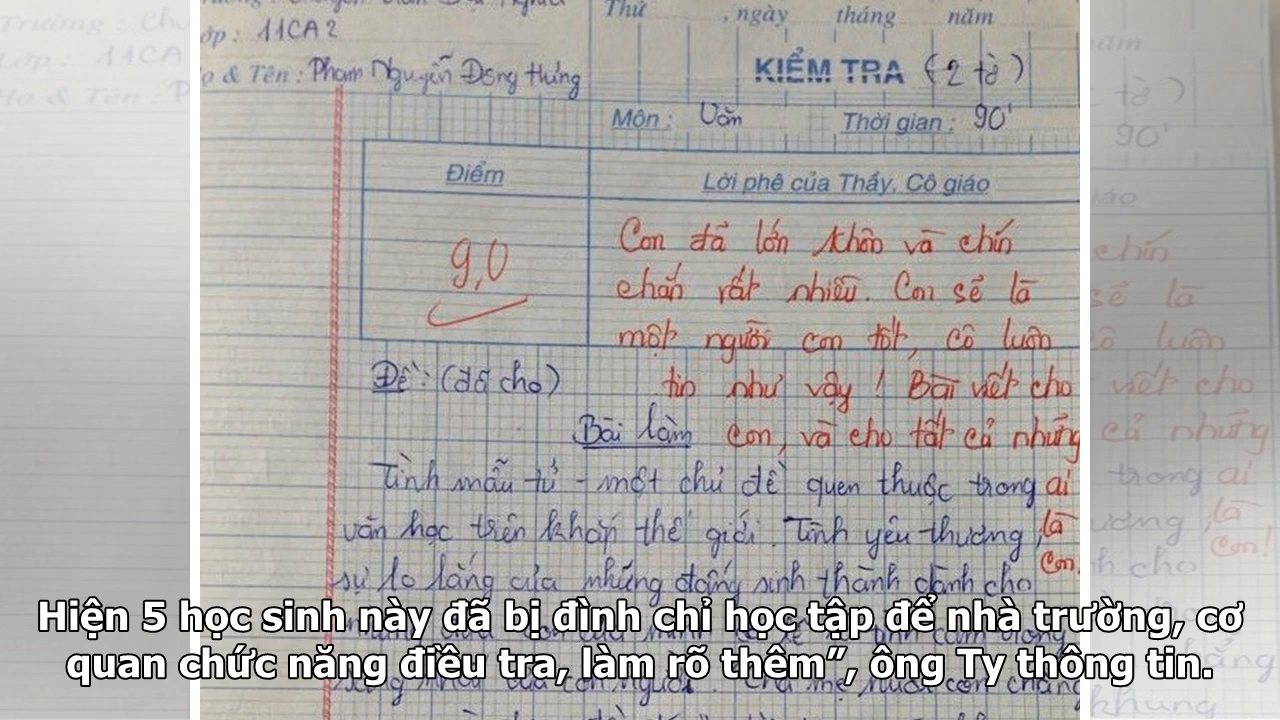 Lớp : 11CA2
Họ & Tên : Phạm Nguyễn Đông Hưng
Thứ , ngày tháng năm
KIỂM TRA (2 tờ)
Môn : Văn Thời gian : 90'
Điểm
Lời phê của Thầy, Cô giáo
9,0
Con đã lớn khôn và chín
chắn rất nhiều. Con sẽ là
một người con tốt, cô luôn
tin như vậy ! Bài viết cho
con, và cho tất cả những
ai
là
con!
Đề : (đã cho)
Bài làm
Tình mẫu tử - một chủ đề quen thuộc trong
văn học trên khắp thế giới. Tình yêu thương,
sự lo lắng của những đấng sinh thành dành cho
Hiện 5 học sinh này đã bị đình chỉ học tập để nhà trường, cơ
quan chức năng điều tra, làm rõ thêm”, ông Ty thông tin.